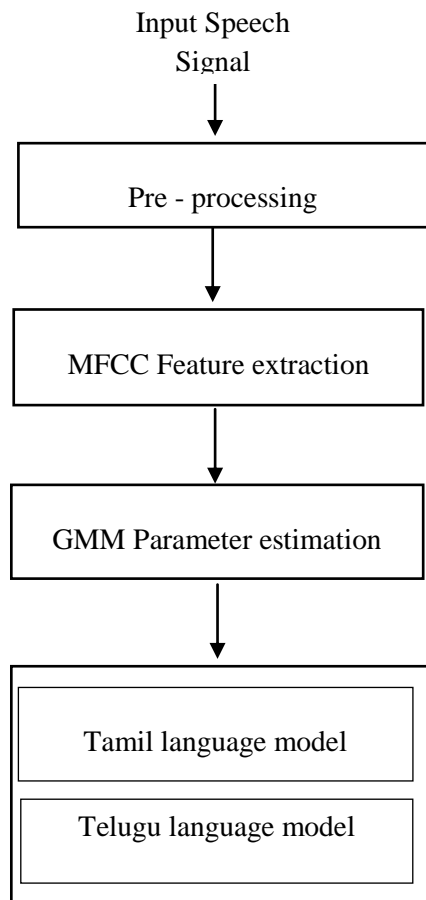 Input Speech
Signal
Pre - processing
MFCC Feature extraction
GMM Parameter estimation
Tamil language model
Telugu language model